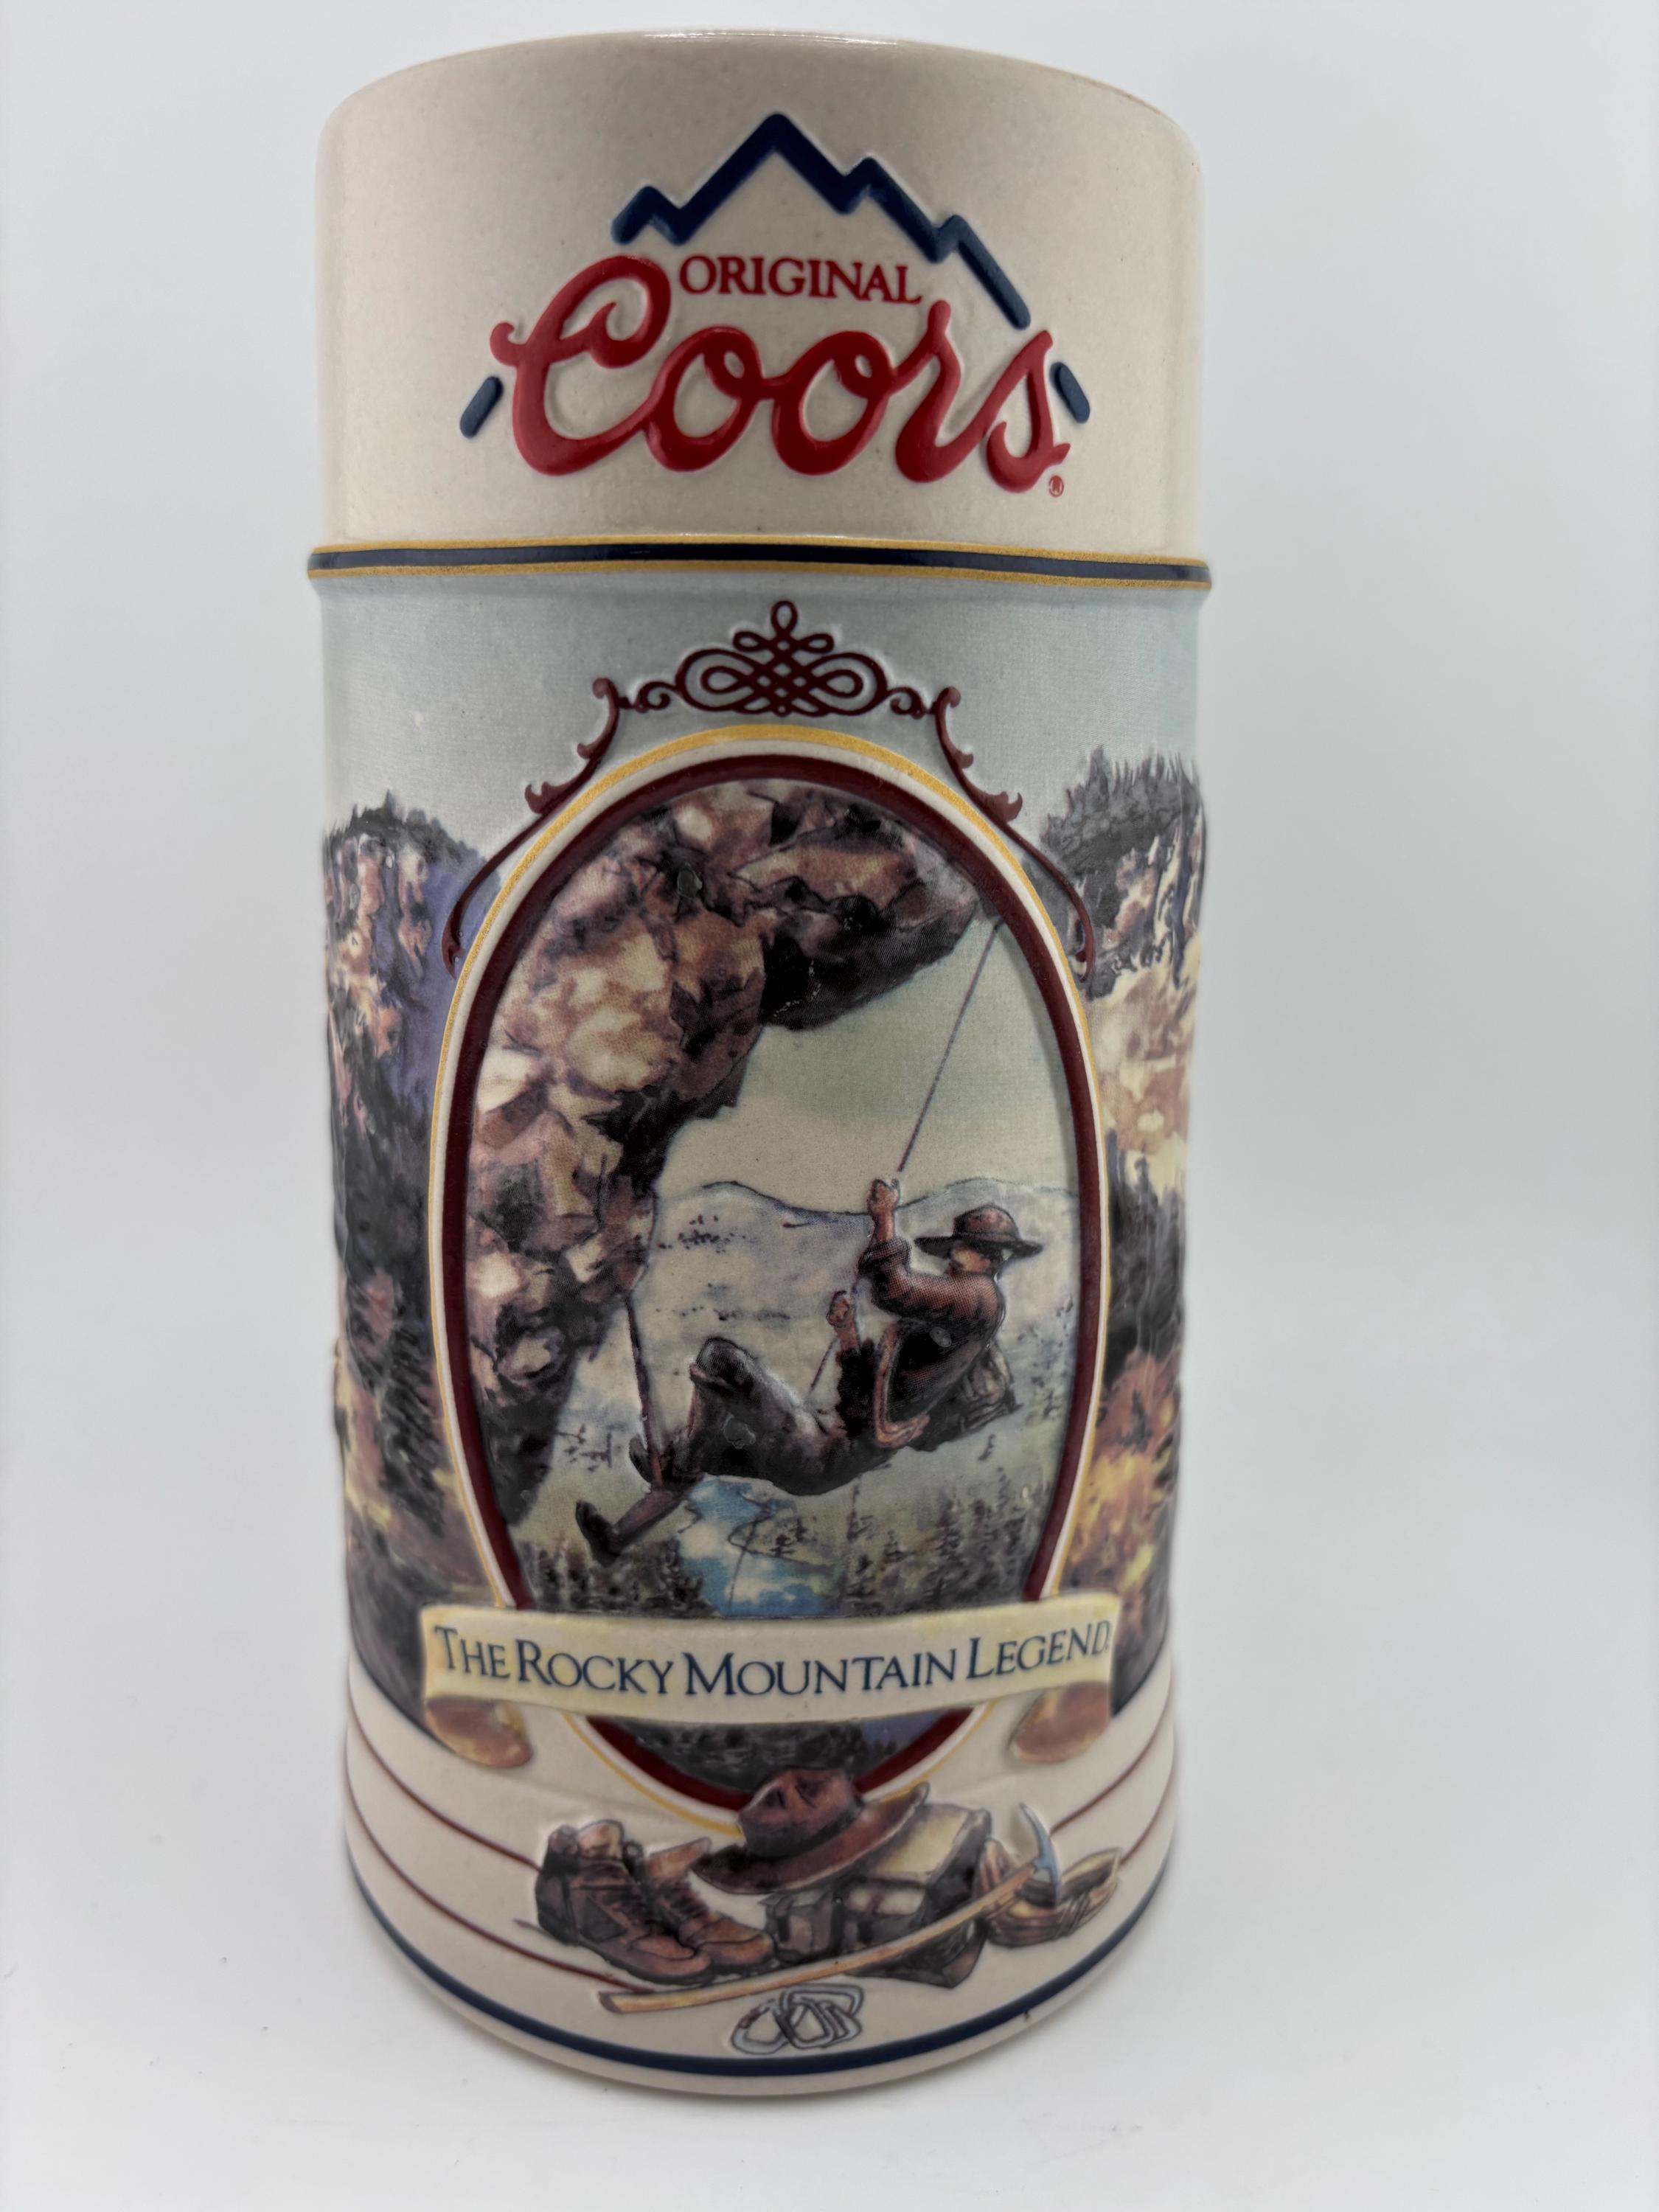 ORIGINAL
Coors®
THE ROCKY MOUNTAIN LEGEND.